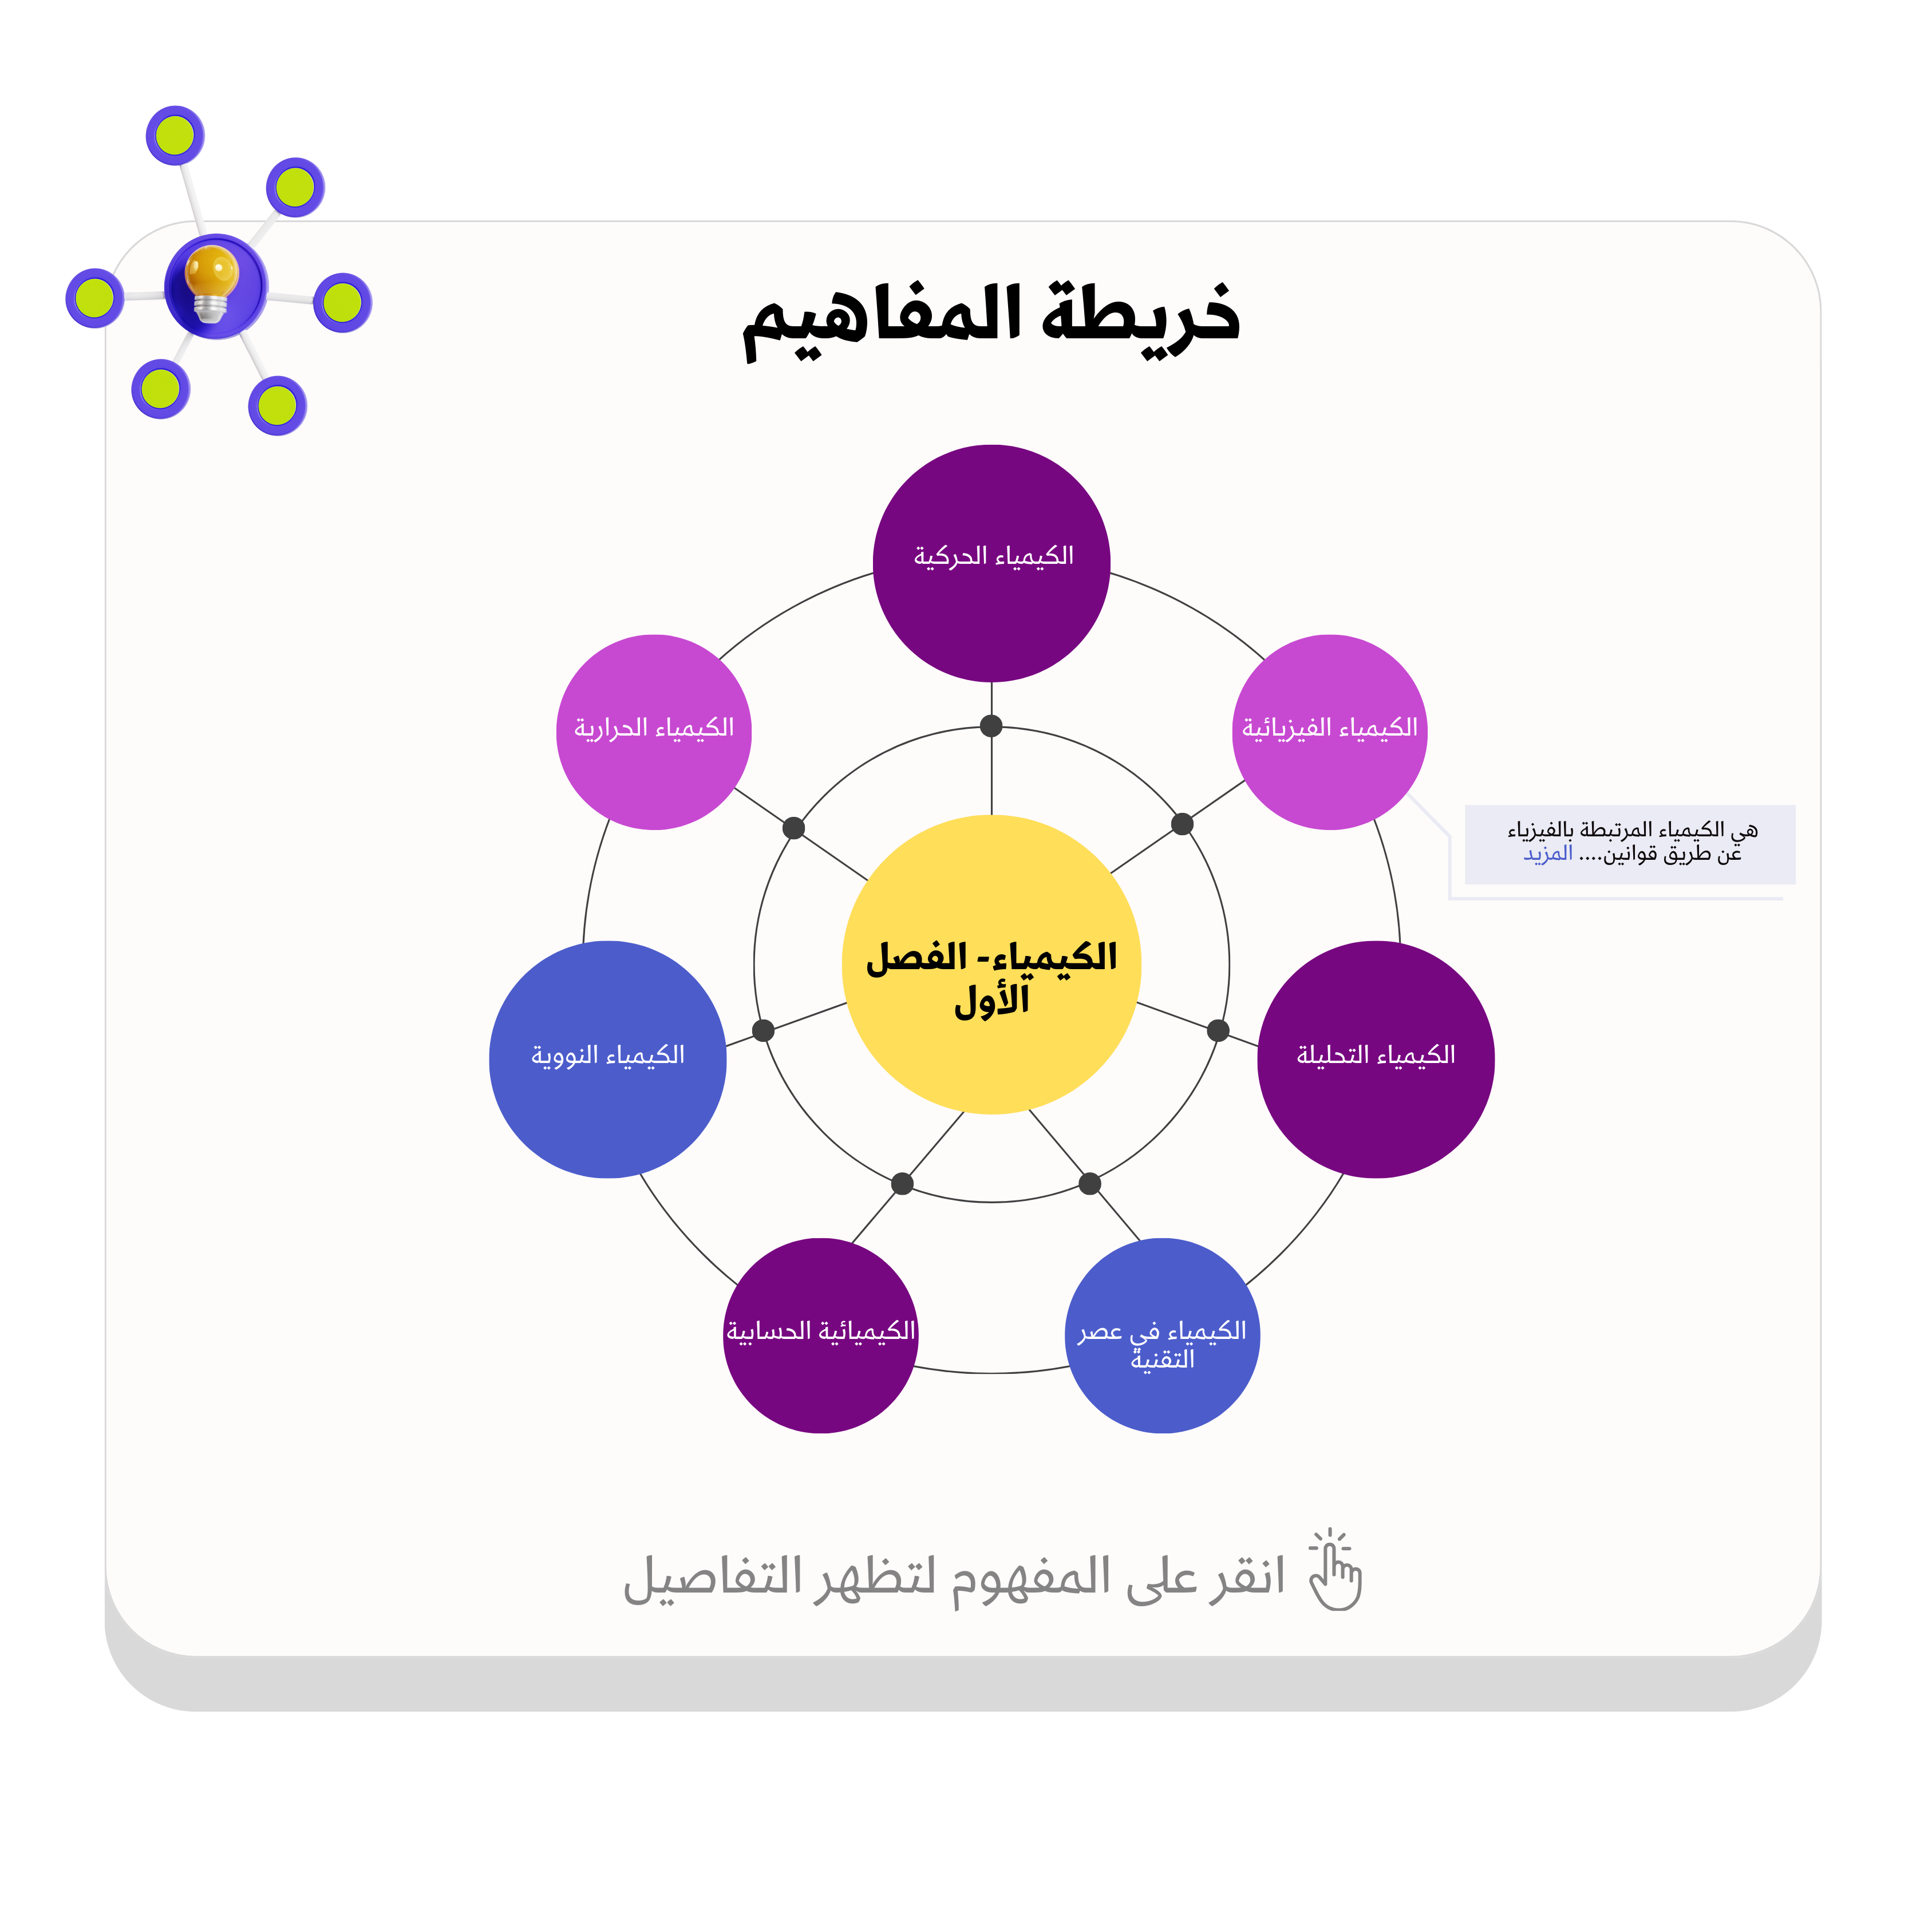 خريطة المفاهيم
الكيمياء الحركية
الكيمياء الفيزيائية
الكيمياء الحرارية
هي الكيمياء المرتبطة بالفيزياء
عن طريق قوانين.... المزيد
الكيمياء- الفصل
الأول
الكيمياء التحليلة
الكيمياء النووية
الكيمياء في عصر
التقنية
الكيميائية الحسابية
انقر على المفهوم لتظهر التفاصيل